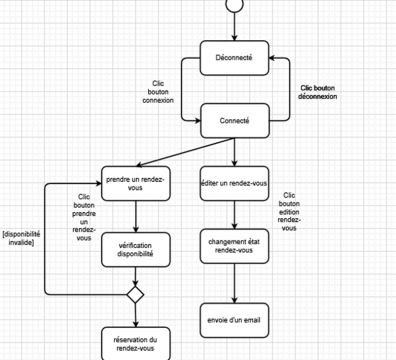 Déconnecté
Clic
bouton
connexion
Clic bouton
déconnexion
Connecté
prendre un rendez-
vous
éditer un rendez-vous
Clic
bouton
prendre
un
rendez-
vous
Clic
bouton
edition
rendez-
vous
[disponibilité
invalide]
vérification
disponibilité
changement état
rendez-vous
envoie d'un email
réservation du
rendez-vous